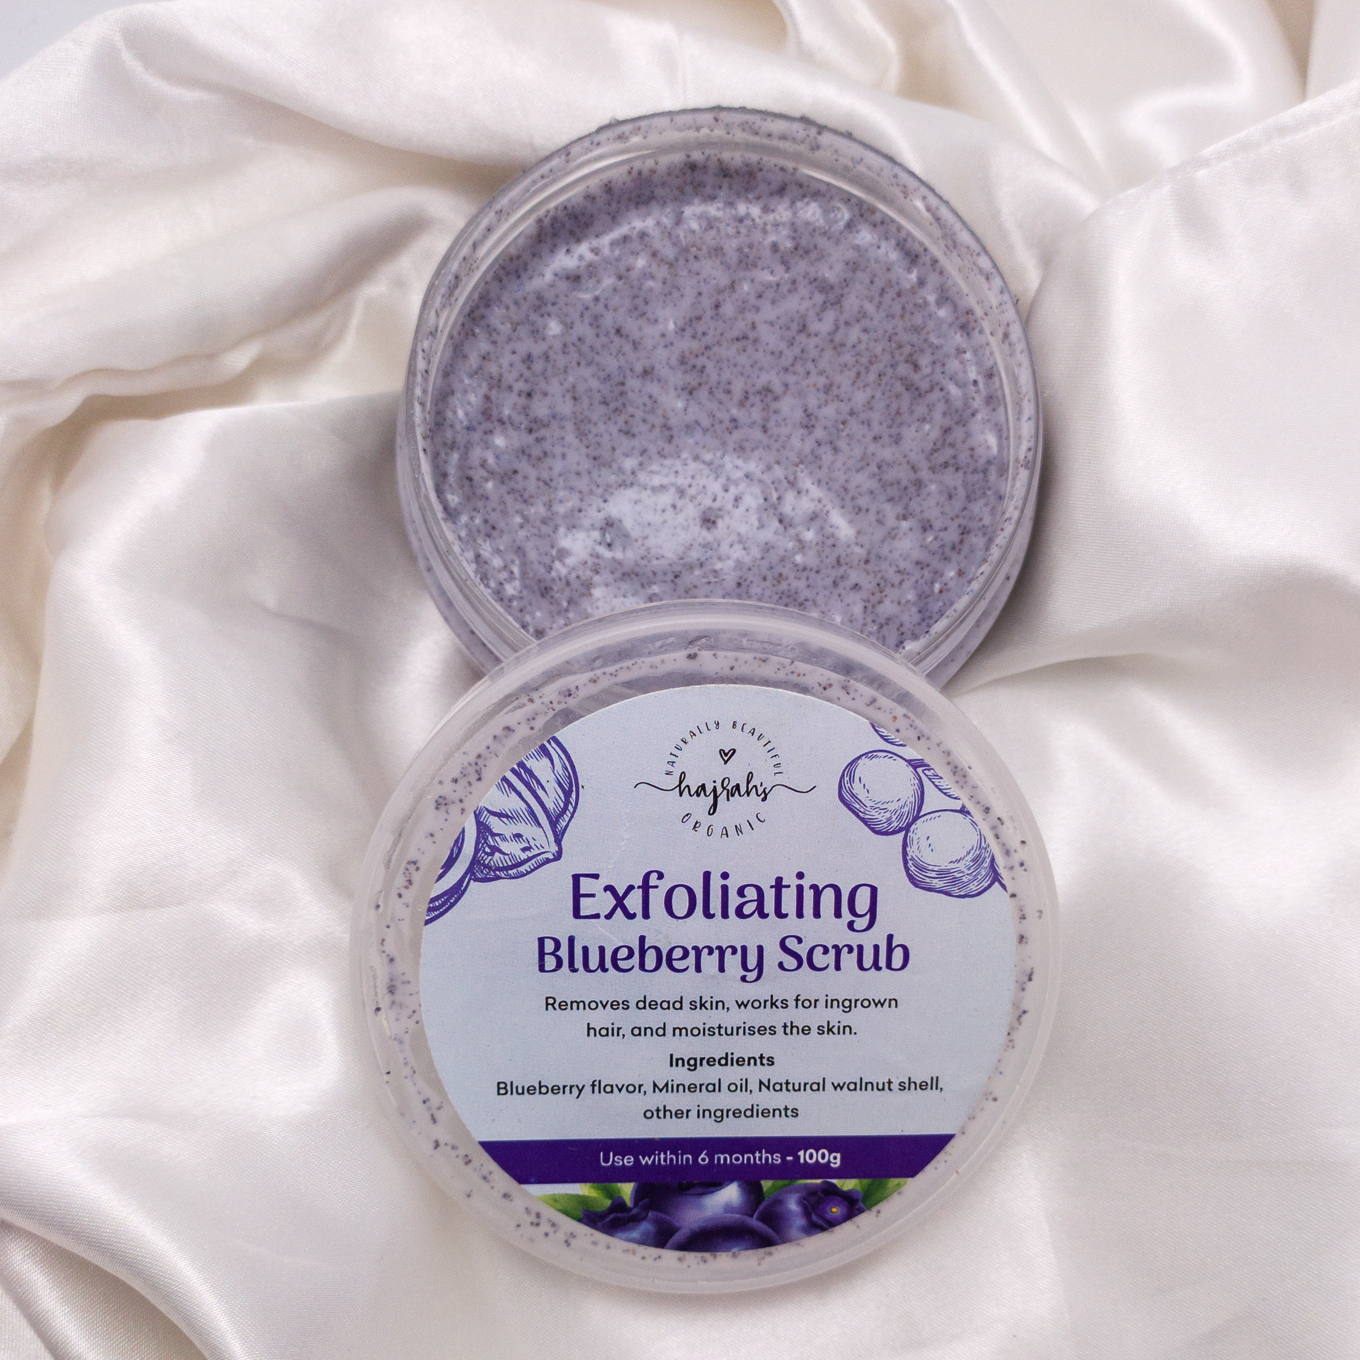 NATURALLY BEAUTIFUL
hajrah's
ORGANIC
Exfoliating
Blueberry Scrub
Removes dead skin, works for ingrown
hair, and moisturises the skin.
Ingredients
Blueberry flavor, Mineral oil, Natural walnut shell,
other ingredients
Use within 6 months - 100g